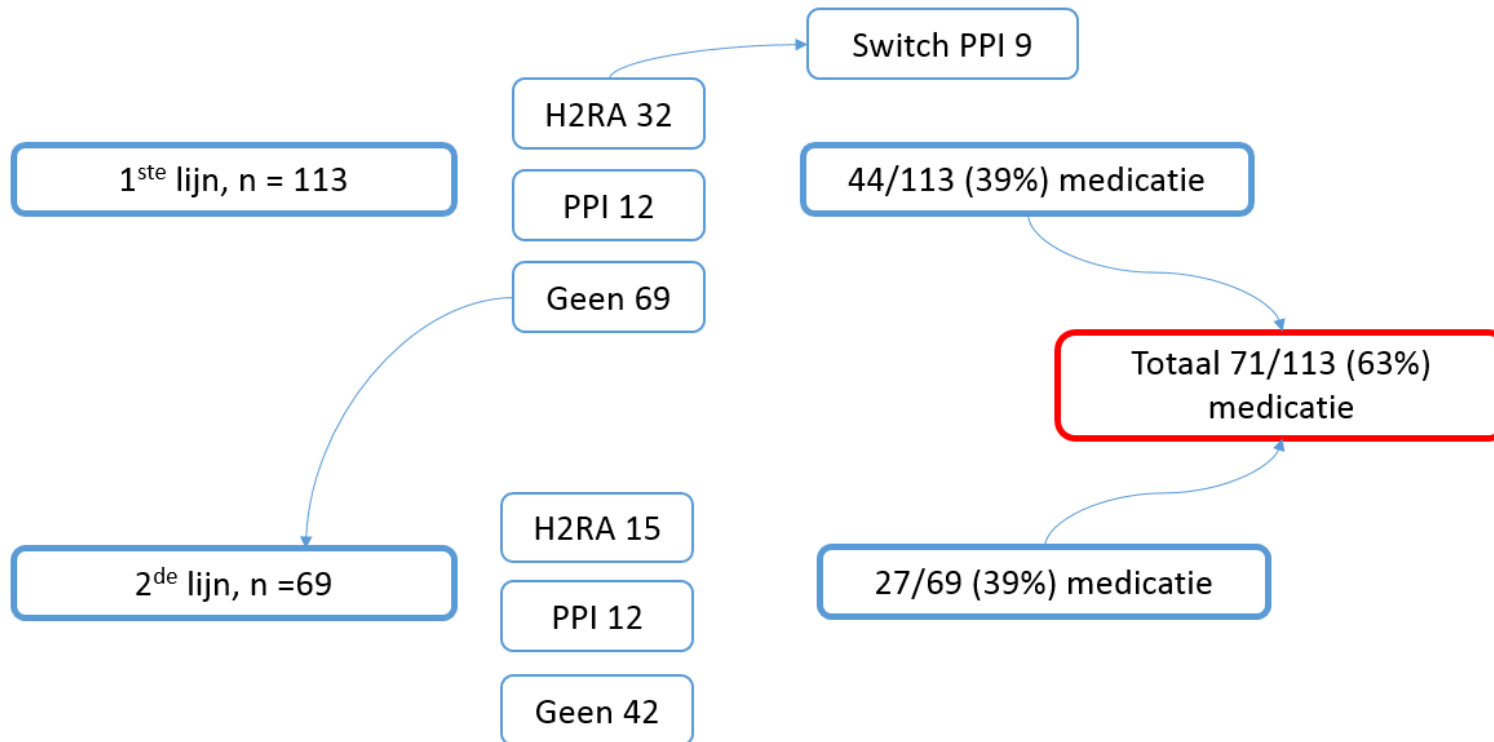 Switch PPI 9
H2RA 32
1ste lijn, n = 113
44/113 (39%) medicatie
PPI 12
Geen 69
Totaal 71/113 (63%)
medicatie
H2RA 15
2de lijn, n =69
27/69 (39%) medicatie
PPI 12
Geen 42